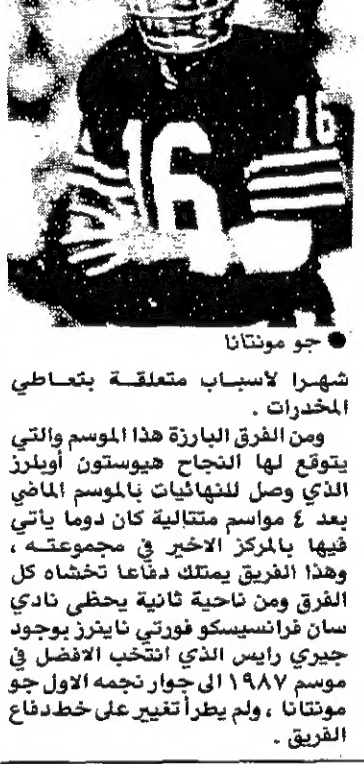 16
16
● جو مونتانا
شهرا لأسباب متعلقة بتعاطي
المخدرات .
ومن الفرق البارزة هذا الموسم والتي
يتوقع لها النجاح هيوستون أويلرز
الذي وصل للنهائيات بالموسم الماضي
بعد ٤ مواسم متتالية كان دوما يأتي
فيها بالمركز الاخير في مجموعته ،
وهذا الفريق يمتلك دفاعا تخشاه كل
الفرق ومن ناحية ثانية يحظى نادي
سان فرانسيسكو فورتي ناينرز بوجود
جيري رايس الذي انتخب الافضل في
موسم ١٩٨٧ الى جوار نجمه الاول جو
مونتانا ، ولم يطرأ تغيير على خط دفاع
الفريق .